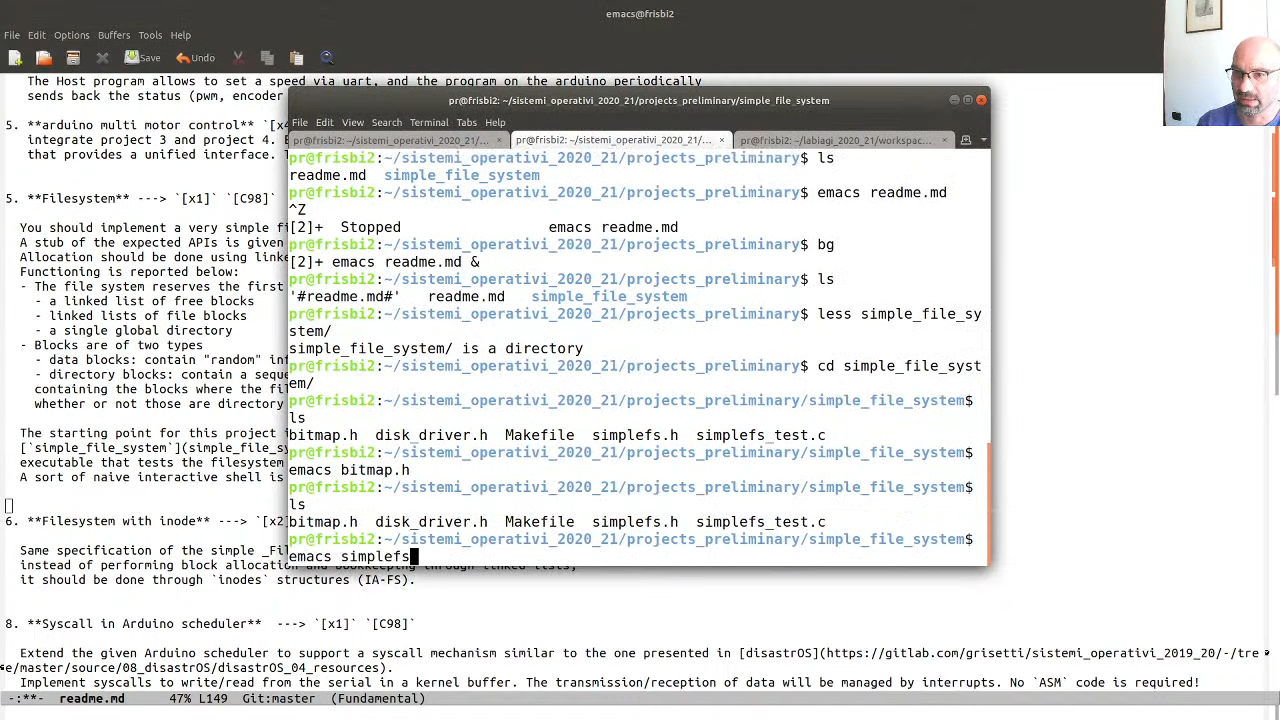 emacs@frisbi2
File Edit Options Buffers Tools Help
Save Undo
The Host program allows to set a speed via uart, and the program on the arduino periodically
sends back the status (pwm, encoder
5. **arduino multi motor control** `[x4
integrate project 3 and project 4. E
that provides a unified interface.
5. **Filesystem** ---> `[x1]` `[C98]`
You should implement a very simple fi
A stub of the expected APIs is given
Allocation should be done using linke
Functioning is reported below:
- The file system reserves the first
- a linked list of free blocks
- linked lists of file blocks
- a single global directory
- Blocks are of two types
- data blocks: contain "random" inf
- directory blocks: contain a seque
containing the blocks where the fil
whether or not those are directory
The starting point for this project i
[`simple_file_system`](simple_file_sy
executable that tests the filesystem
A sort of naive interactive shell is
6. **Filesystem with inode** ---> `[x2
Same specification of the simple _Fil
instead of performing block allocation and bookkeeping through linked lists,
it should be done through `inodes` structures (IA-FS).
8. **Syscall in Arduino scheduler** ---> `[x1]` `[C98]`
Extend the given Arduino scheduler to support a syscall mechanism similar to the one presented in [disastrOS](https://gitlab.com/grisetti/sistemi_operativi_2019_20/-/tre
e/master/source/08_disastrOS/disastrOS_04_resources).
Implement syscalls to write/read from the serial in a kernel buffer. The transmission/reception of data will be managed by interrupts. No `ASM` code is required!
-:**- readme.md 47% L149 Git:master (Fundamental)
pr@frisbi2: ~/sistemi_operativi_2020_21/projects_preliminary/simple_file_system
File Edit View Search Terminal Tabs Help
pr@frisbi2: ~/sistemi_operativi_2020_21/... × pr@frisbi2: ~/sistemi_operativi_2020_21/... × pr@frisbi2: ~/labiagi_2020_21/workspac... ×
pr@frisbi2:~/sistemi_operativi_2020_21/projects_preliminary$ ls
readme.md simple_file_system
pr@frisbi2:~/sistemi_operativi_2020_21/projects_preliminary$ emacs readme.md
^Z
[2]+ Stopped emacs readme.md
pr@frisbi2:~/sistemi_operativi_2020_21/projects_preliminary$ bg
[2]+ emacs readme.md &
pr@frisbi2:~/sistemi_operativi_2020_21/projects_preliminary$ ls
'#readme.md#' readme.md simple_file_system
pr@frisbi2:~/sistemi_operativi_2020_21/projects_preliminary$ less simple_file_sy
stem/
simple_file_system/ is a directory
pr@frisbi2:~/sistemi_operativi_2020_21/projects_preliminary$ cd simple_file_syst
em/
pr@frisbi2:~/sistemi_operativi_2020_21/projects_preliminary/simple_file_system$
ls
bitmap.h disk_driver.h Makefile simplefs.h simplefs_test.c
pr@frisbi2:~/sistemi_operativi_2020_21/projects_preliminary/simple_file_system$
emacs bitmap.h
pr@frisbi2:~/sistemi_operativi_2020_21/projects_preliminary/simple_file_system$
ls
bitmap.h disk_driver.h Makefile simplefs.h simplefs_test.c
pr@frisbi2:~/sistemi_operativi_2020_21/projects_preliminary/simple_file_system$
emacs simplefs